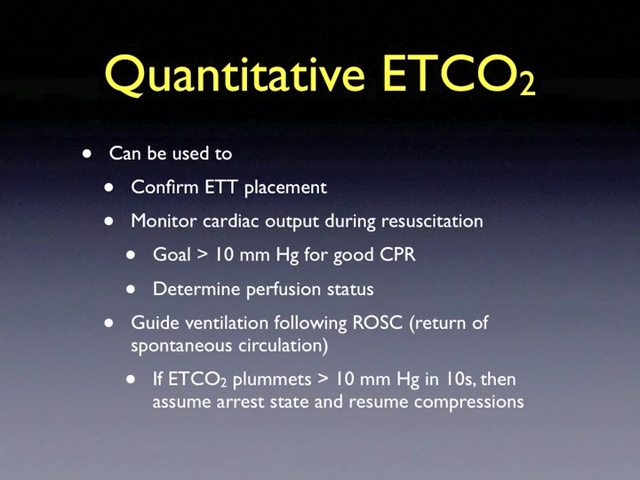 Quantitative ETCO₂
• Can be used to
• Confirm ETT placement
• Monitor cardiac output during resuscitation
• Goal > 10 mm Hg for good CPR
• Determine perfusion status
• Guide ventilation following ROSC (return of
spontaneous circulation)
• If ETCO₂ plummets > 10 mm Hg in 10s, then
assume arrest state and resume compressions